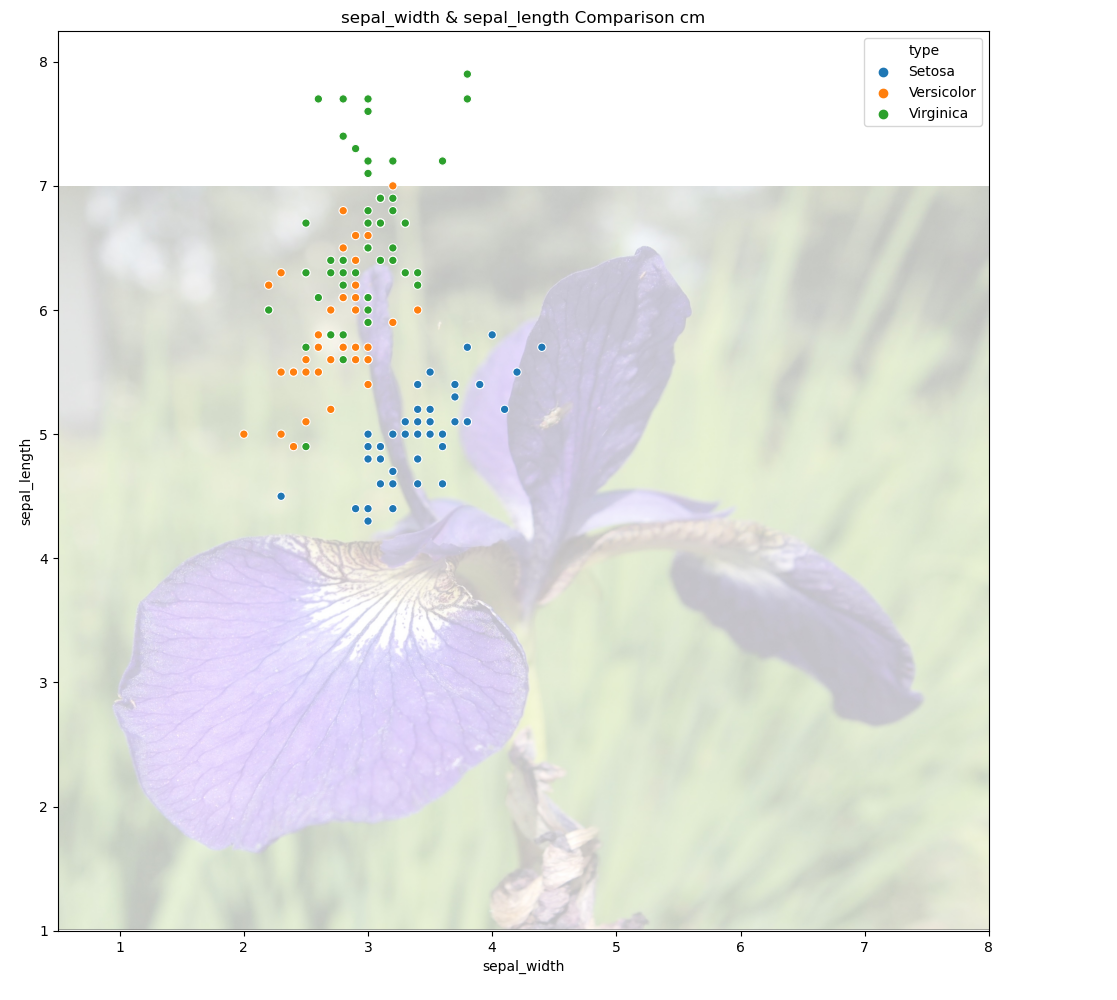 sepal_width & sepal_length Comparison cm
type
Setosa
Versicolor
Virginica
8
7
6
5
4
3
2
1
sepal_length
1 2 3 4 5 6 7 8
sepal_width